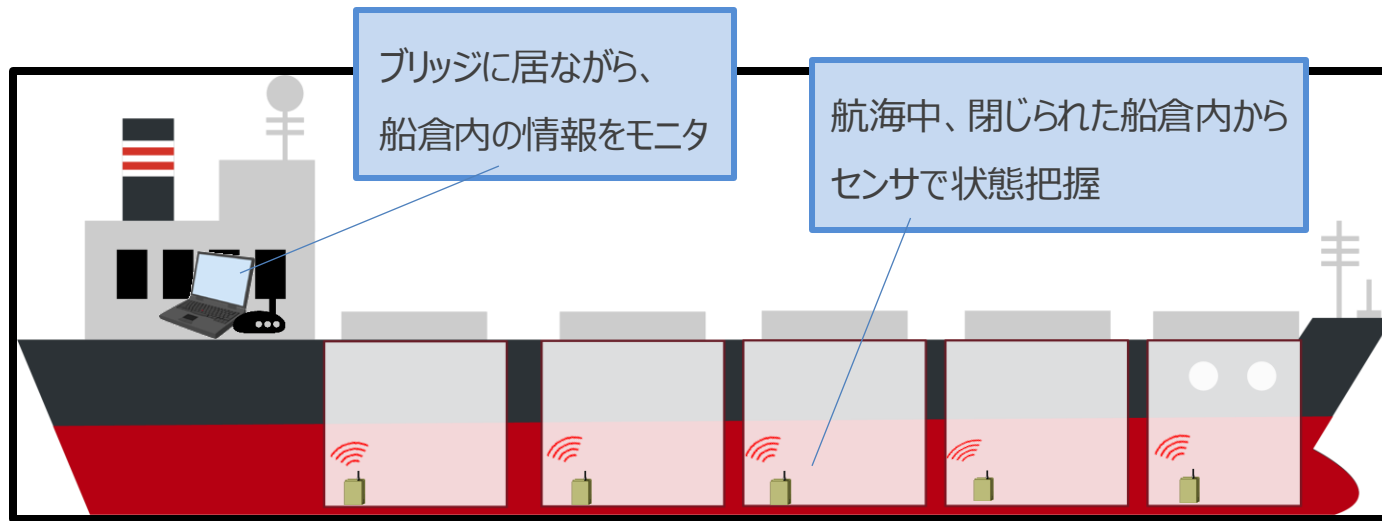 ブリッジに居ながら、
船倉内の情報をモニタ
航海中、閉じられた船倉内から
センサで状態把握